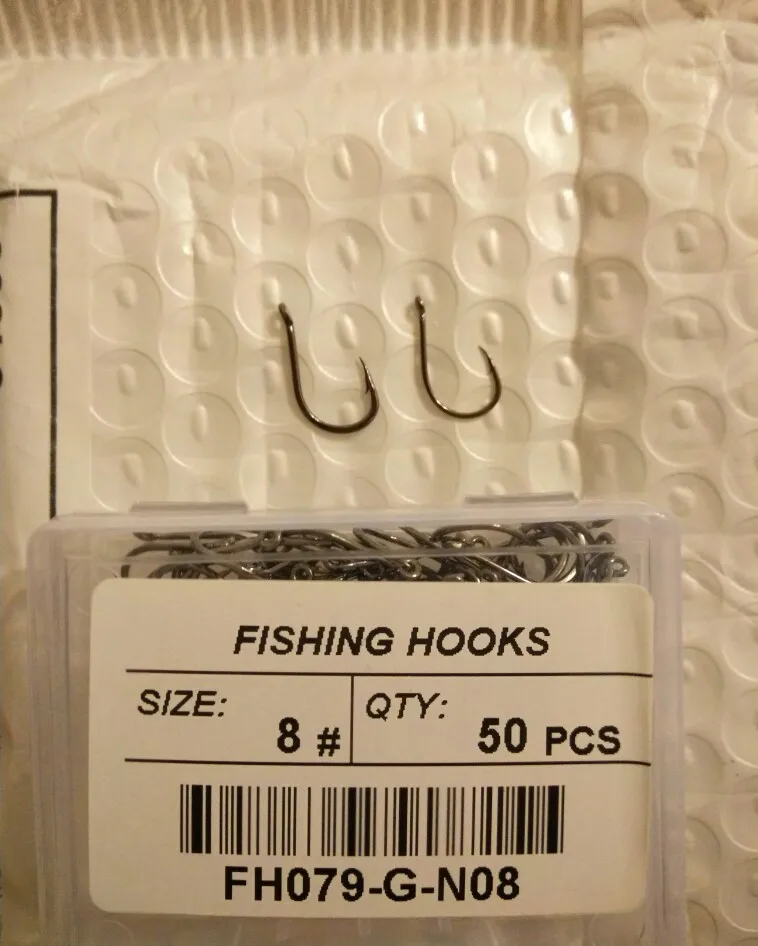 FISHING HOOKS
SIZE: 8 # QTY: 50 PCS
FH079-G-N08